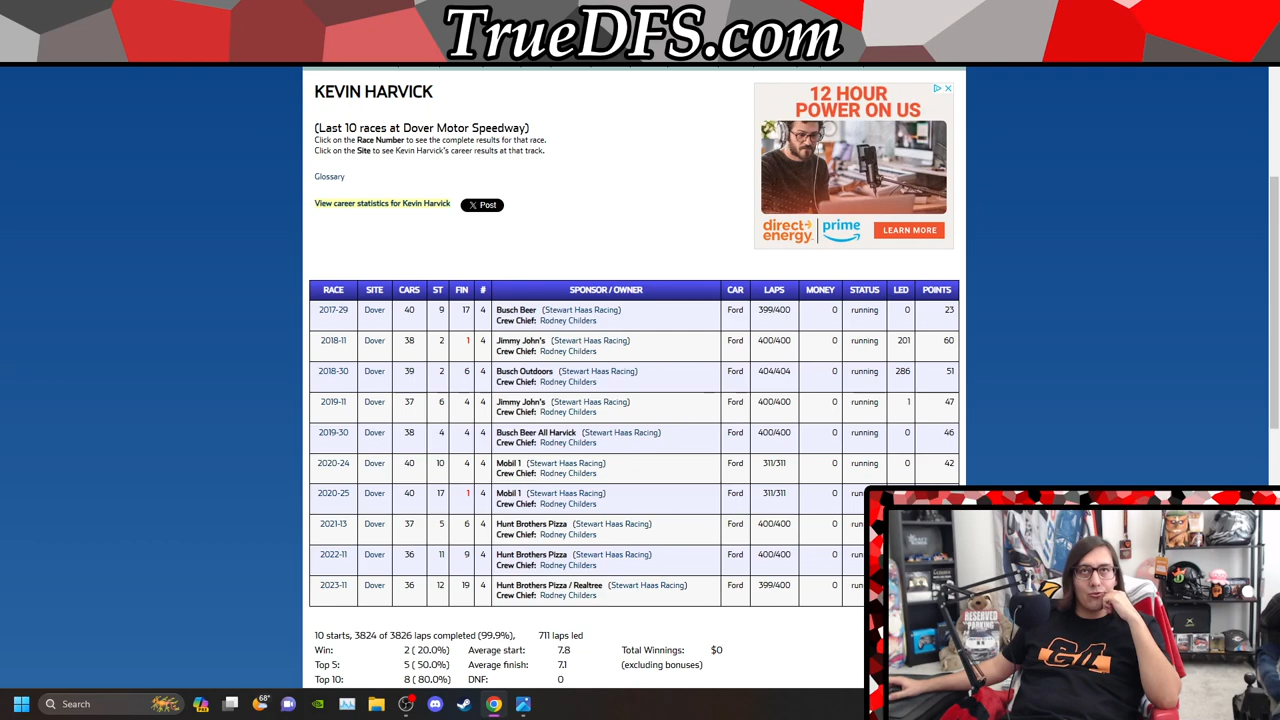 TrueDFS.com
KEVIN HARVICK
(Last 10 races at Dover Motor Speedway)
Click on the Race Number to see the complete results for that race.
Click on the Site to see Kevin Harvick's career results at that track.
Glossary
View career statistics for Kevin Harvick
X Post
12 HOUR
POWER ON US
direct energy. prime LEARN MORE
RACE SITE CARS ST FIN # SPONSOR / OWNER CAR LAPS MONEY STATUS LED POINTS
2017-29 Dover 40 9 17 4 Busch Beer (Stewart Haas Racing) Ford 399/400 0 running 0 23
Crew Chief: Rodney Childers
2018-11 Dover 38 2 1 4 Jimmy John's (Stewart Haas Racing) Ford 400/400 0 running 201 60
Crew Chief: Rodney Childers
2018-30 Dover 39 2 6 4 Busch Outdoors (Stewart Haas Racing) Ford 404/404 0 running 286 51
Crew Chief: Rodney Childers
2019-11 Dover 37 6 4 4 Jimmy John's (Stewart Haas Racing) Ford 400/400 0 running 1 47
Crew Chief: Rodney Childers
2019-30 Dover 38 4 4 4 Busch Beer All Harvick (Stewart Haas Racing) Ford 400/400 0 running 0 46
Crew Chief: Rodney Childers
2020-24 Dover 40 10 4 4 Mobil 1 (Stewart Haas Racing) Ford 311/311 0 running 0 42
Crew Chief: Rodney Childers
2020-25 Dover 40 17 1 4 Mobil 1 (Stewart Haas Racing) Ford 311/311 0
Crew Chief: Rodney Childers
2021-13 Dover 37 5 6 4 Hunt Brothers Pizza (Stewart Haas Racing) Ford 400/400 0
Crew Chief: Rodney Childers
2022-11 Dover 36 11 9 4 Hunt Brothers Pizza (Stewart Haas Racing) Ford 400/400 0
Crew Chief: Rodney Childers
2023-11 Dover 36 12 19 4 Hunt Brothers Pizza / Realtree (Stewart Haas Racing) Ford 399/400 0
Crew Chief: Rodney Childers
10 starts, 3824 of 3826 laps completed (99.9%), 711 laps led
Win: 2 ( 20.0%) Average start: 7.8 Total Winnings: $0
Top 5: 5 ( 50.0%) Average finish: 7.1 (excluding bonuses)
Top 10: 8 ( 80.0%) DNF: 0
RESERVED
PARKING
64
Search
68°